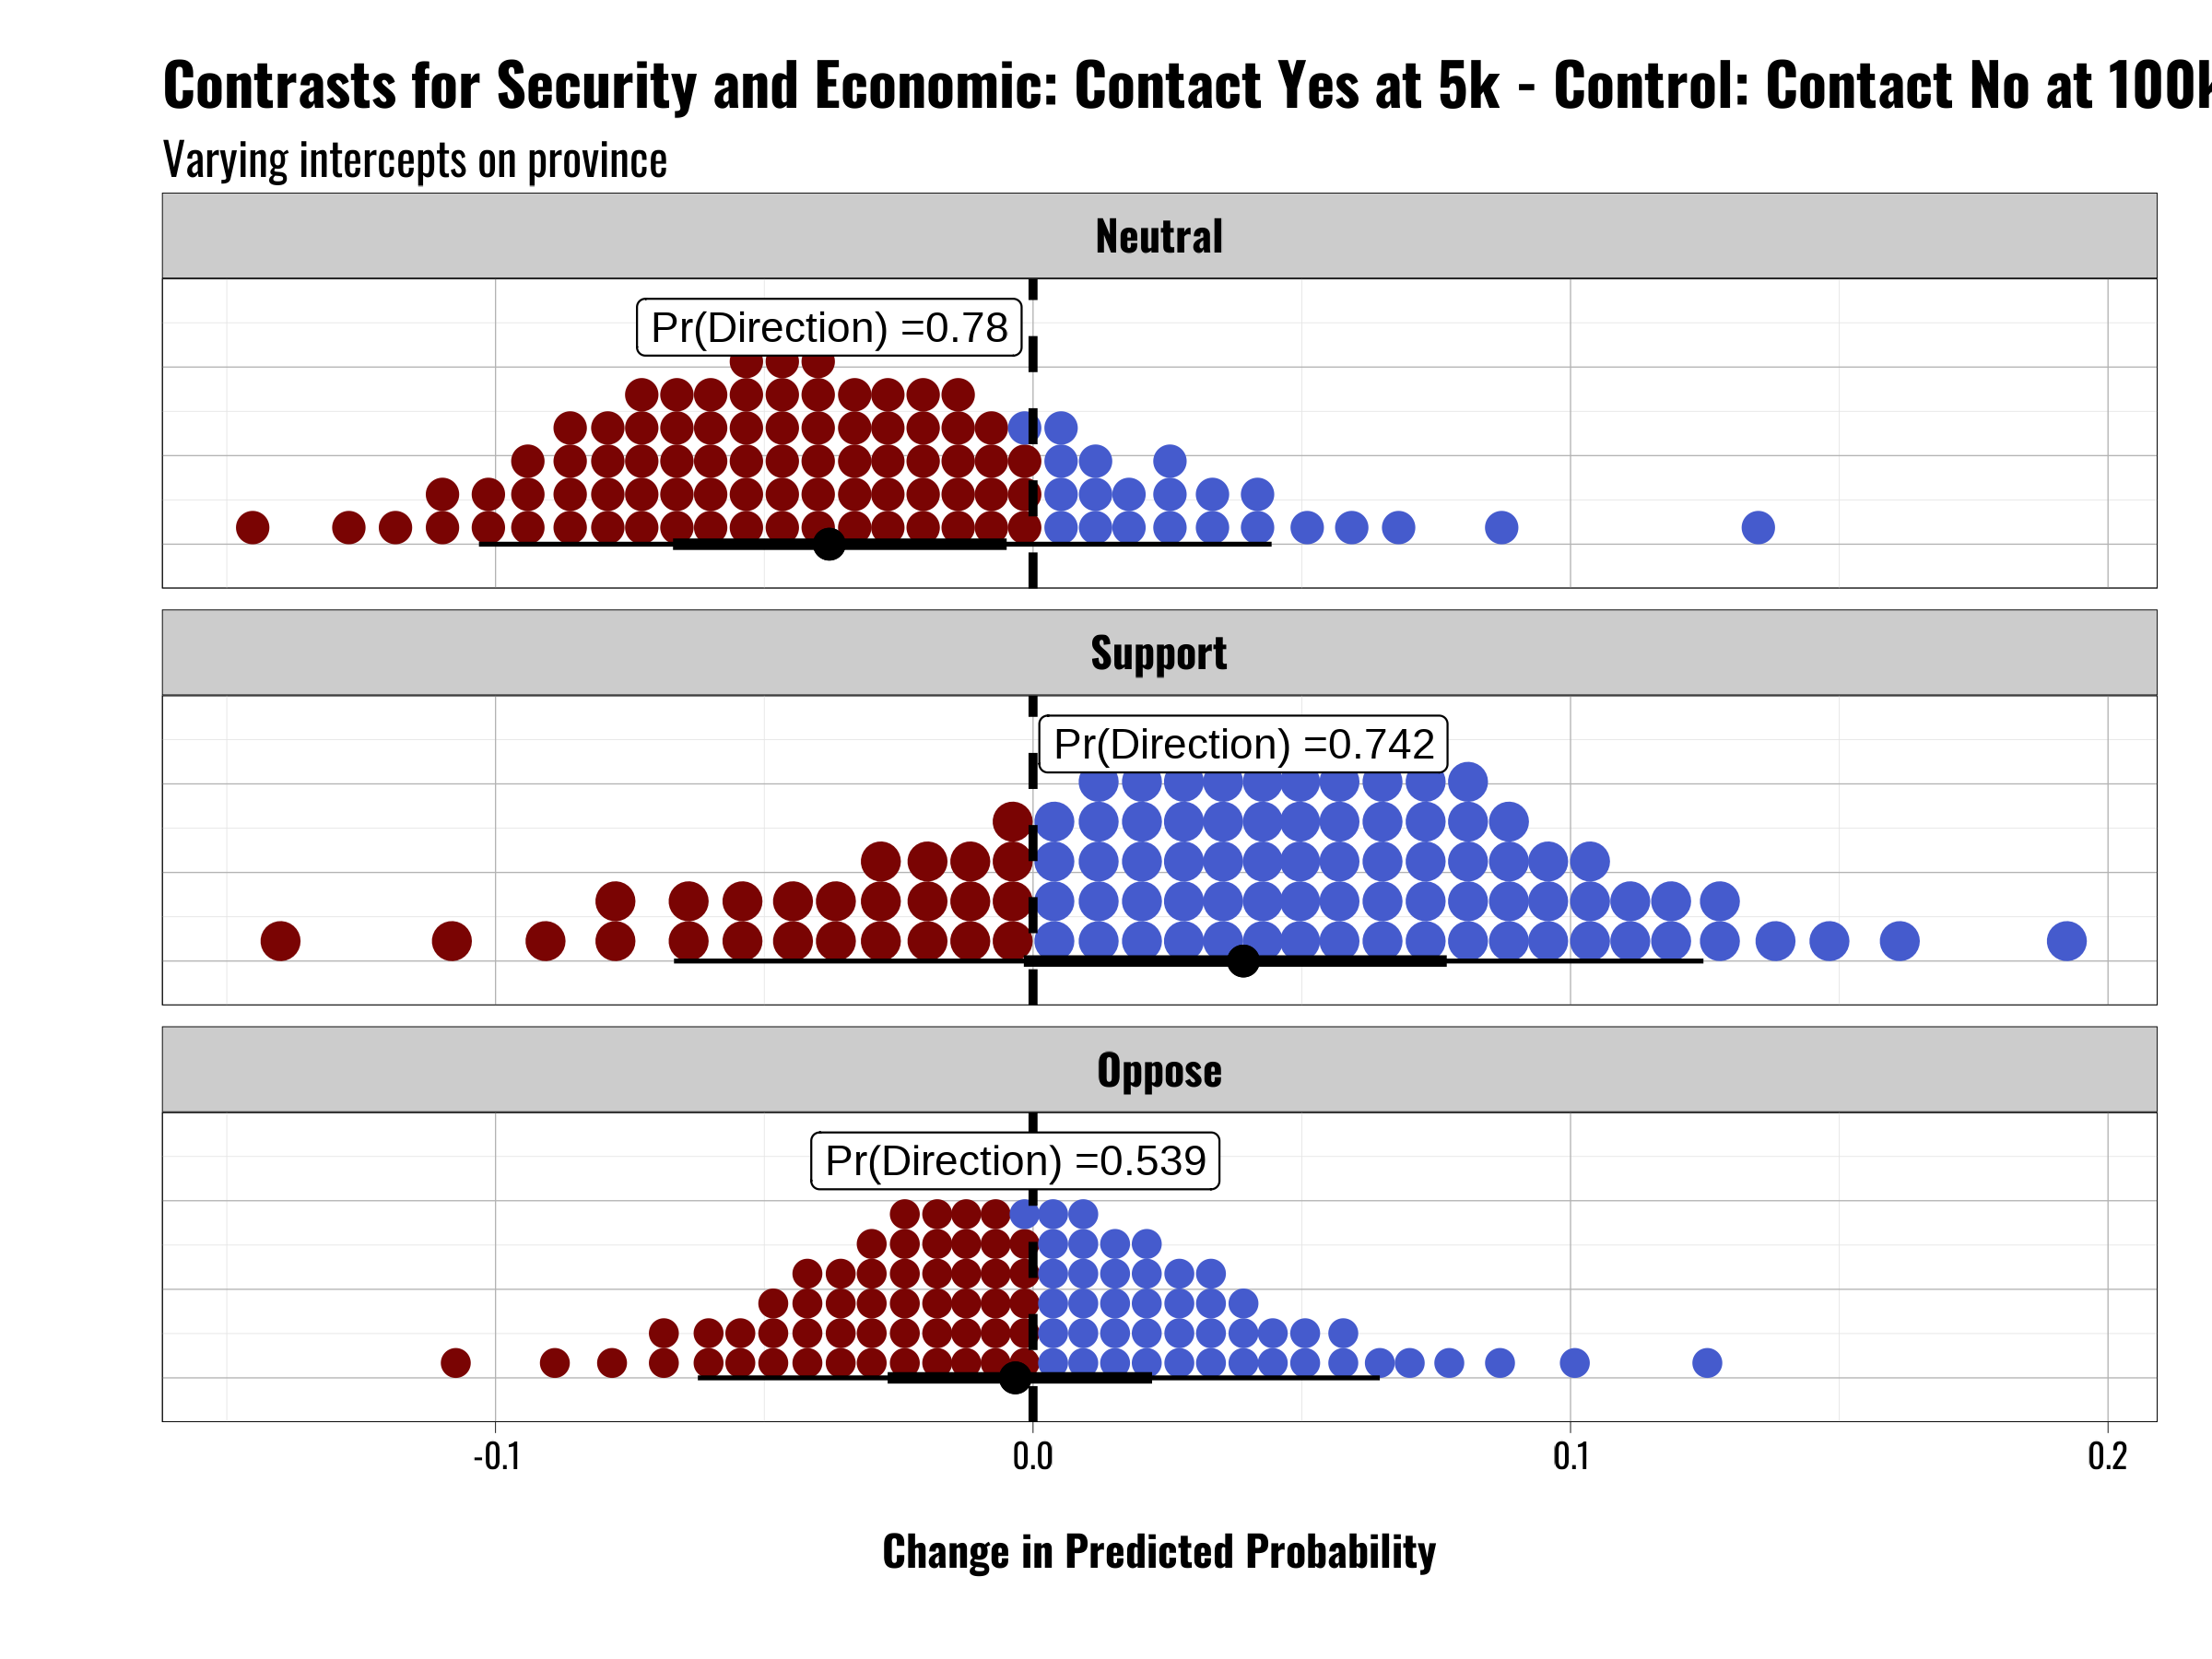 Contrasts for Security and Economic: Contact Yes at 5k - Control: Contact No at 100k
Varying intercepts on province
Neutral
Pr(Direction) =0.78
Support
Pr(Direction) =0.742
Oppose
Pr(Direction) =0.539
-0.1
0.0
0.1
0.2
Change in Predicted Probability